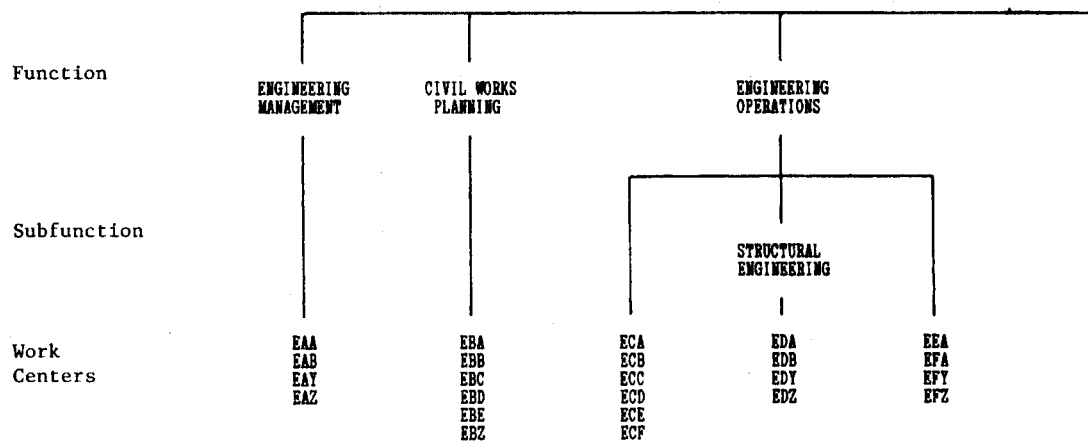 Function
ENGINEERING
MANAGEMENT
CIVIL WORKS
PLANNING
ENGINEERING
OPERATIONS
Subfunction
STRUCTURAL
ENGINEERING
Work
Centers
EAA
EAB
EAY
EAZ
EBA
EBB
EBC
EBD
EBE
EBZ
ECA
ECB
ECC
ECD
ECE
ECF
EDA
EDB
EDY
EDZ
EEA
EFA
EFY
EFZ